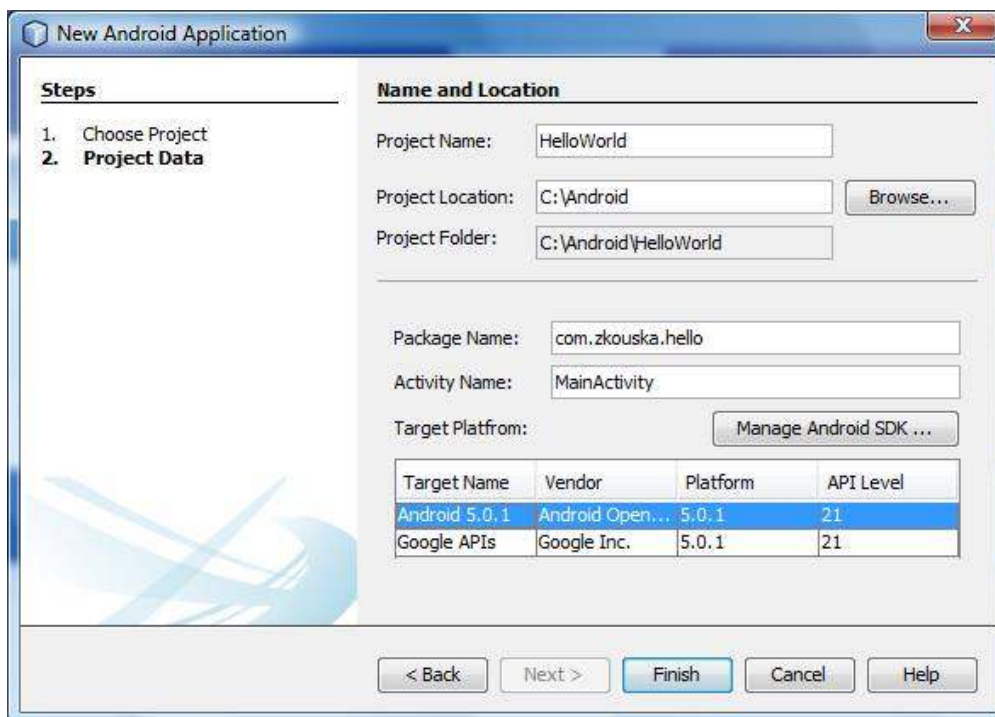 New Android Application
Steps
1. Choose Project
2. Project Data
Name and Location
Project Name: HelloWorld
Project Location: C:\Android Browse...
Project Folder: C:\Android\HelloWorld
Package Name: com.zkouska.hello
Activity Name: MainActivity
Target Platfrom: Manage Android SDK ...
Target Name Vendor Platform API Level
Android 5.0.1 Android Open... 5.0.1 21
Google APIs Google Inc. 5.0.1 21
< Back Next > Finish Cancel Help